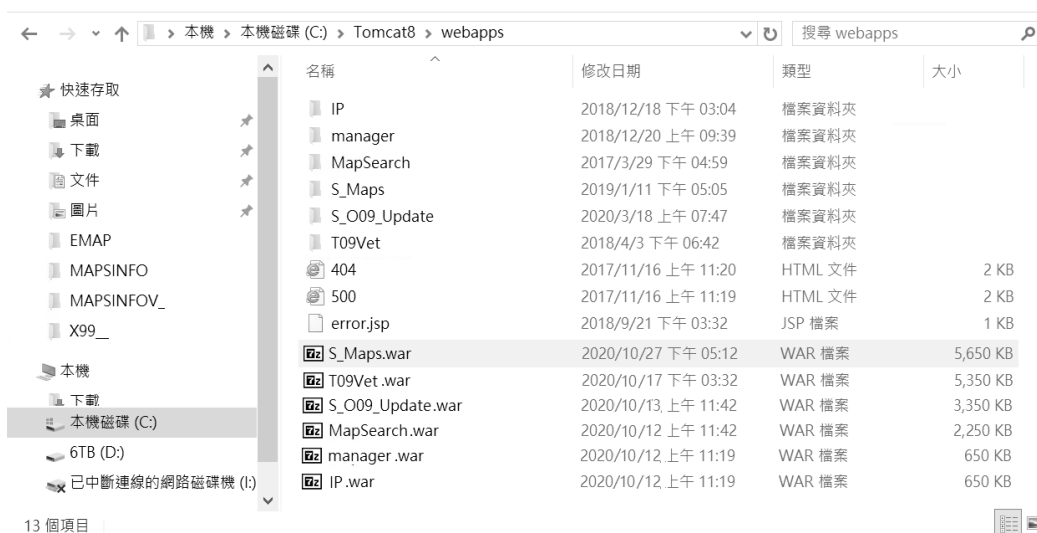 本機 > 本機磁碟 (C:) > Tomcat8 > webapps
搜尋 webapps
快速存取
桌面
下載
文件
圖片
EMAP
MAPSINFO
MAPSINFOV_
X99__
本機
下載
本機磁碟 (C:)
6TB (D:)
已中斷連線的網路磁碟機 (I:)
名稱 修改日期 類型 大小
IP 2018/12/18 下午 03:04 檔案資料夾
manager 2018/12/20 上午 09:39 檔案資料夾
MapSearch 2017/3/29 下午 04:59 檔案資料夾
S_Maps 2019/1/11 下午 05:05 檔案資料夾
S_O09_Update 2020/3/18 上午 07:47 檔案資料夾
T09Vet 2018/4/3 下午 06:42 檔案資料夾
404 2017/11/16 上午 11:20 HTML 文件 2 KB
500 2017/11/16 上午 11:19 HTML 文件 2 KB
error.jsp 2018/9/21 下午 03:32 JSP 檔案 1 KB
7z S_Maps.war 2020/10/27 下午 05:12 WAR 檔案 5,650 KB
7z T09Vet .war 2020/10/17 下午 03:32 WAR 檔案 5,350 KB
7z S_O09_Update.war 2020/10/13 上午 11:42 WAR 檔案 3,350 KB
7z MapSearch.war 2020/10/12 上午 11:42 WAR 檔案 2,250 KB
7z manager .war 2020/10/12 上午 11:19 WAR 檔案 650 KB
7z IP .war 2020/10/12 上午 11:19 WAR 檔案 650 KB
13 個項目